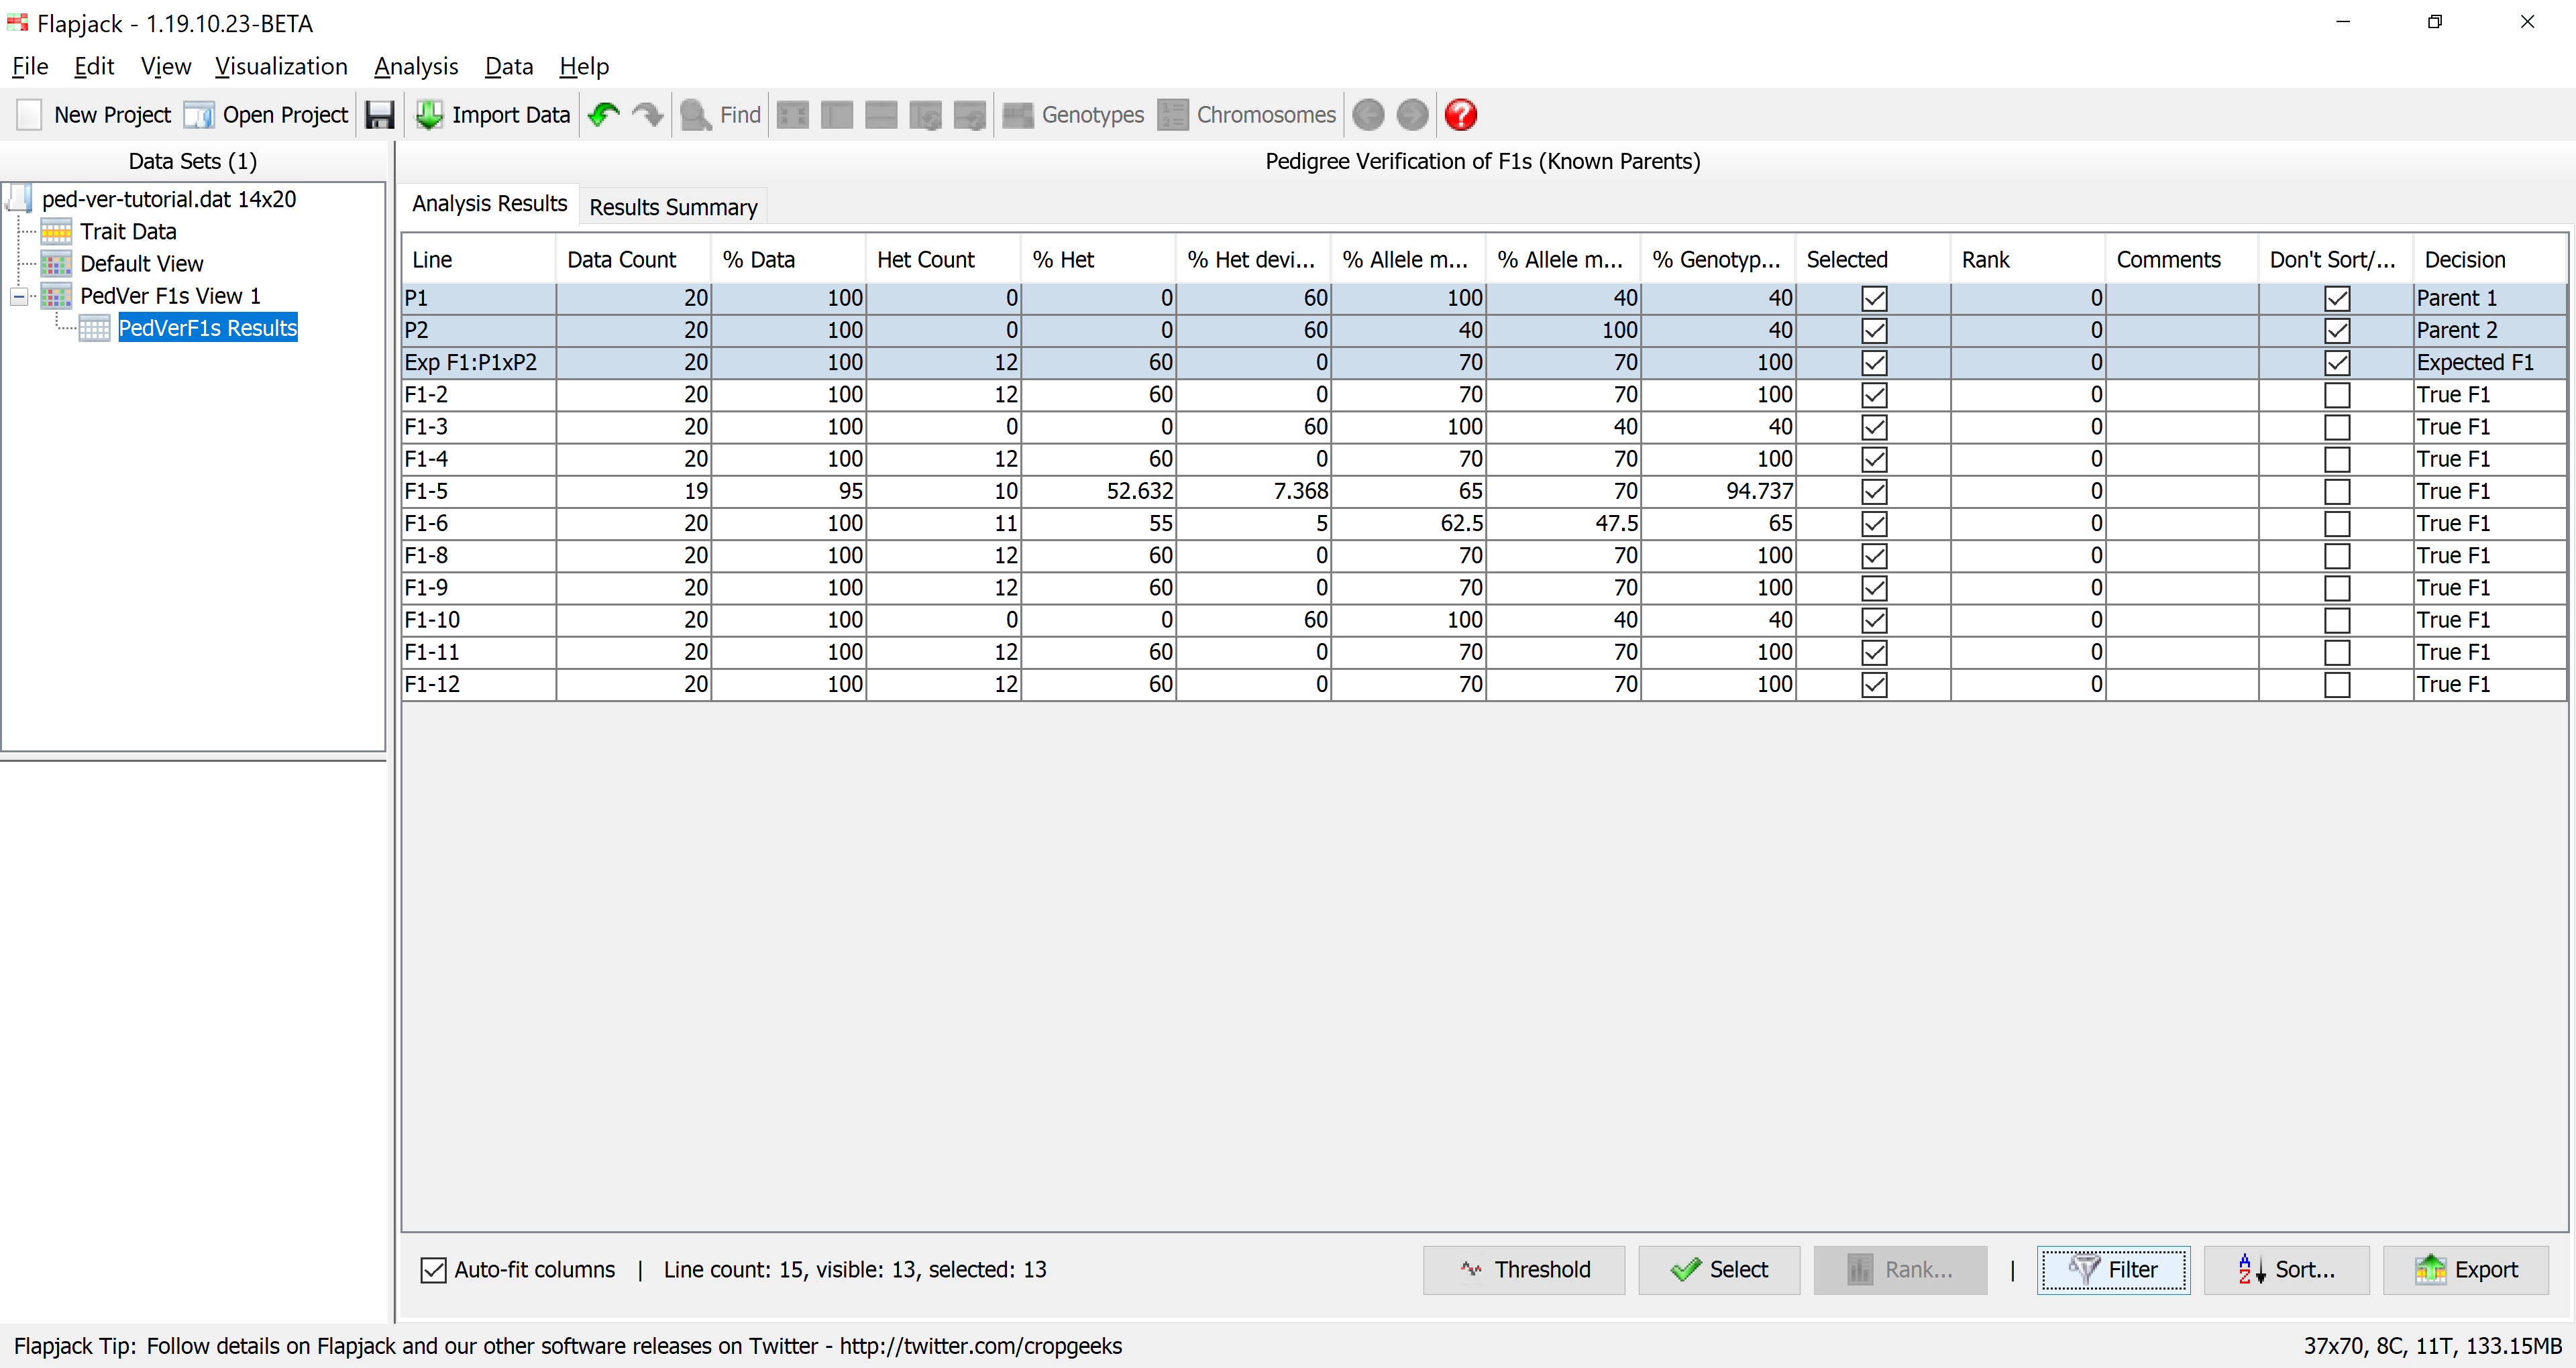 Flapjack - 1.19.10.23-BETA
File Edit View Visualization Analysis Data Help
New Project Open Project Import Data Find Genotypes Chromosomes ?
Data Sets (1)
ped-ver-tutorial.dat 14x20
Trait Data
Default View
PedVer F1s View 1
PedVerF1s Results
Pedigree Verification of F1s (Known Parents)
Analysis Results Results Summary
Line Data Count % Data Het Count % Het % Het devi... % Allele m... % Allele m... % Genotyp... Selected Rank Comments Don't Sort/... Decision
P1 20 100 0 0 60 100 40 40 0 Parent 1
P2 20 100 0 0 60 40 100 40 0 Parent 2
Exp F1:P1xP2 20 100 12 60 0 70 70 100 0 Expected F1
F1-2 20 100 12 60 0 70 70 100 0 True F1
F1-3 20 100 0 0 60 100 40 40 0 True F1
F1-4 20 100 12 60 0 70 70 100 0 True F1
F1-5 19 95 10 52.632 7.368 65 70 94.737 0 True F1
F1-6 20 100 11 55 5 62.5 47.5 65 0 True F1
F1-8 20 100 12 60 0 70 70 100 0 True F1
F1-9 20 100 12 60 0 70 70 100 0 True F1
F1-10 20 100 0 0 60 100 40 40 0 True F1
F1-11 20 100 12 60 0 70 70 100 0 True F1
F1-12 20 100 12 60 0 70 70 100 0 True F1
Auto-fit columns | Line count: 15, visible: 13, selected: 13 Threshold Select Rank... | Filter Sort... Export
Flapjack Tip: Follow details on Flapjack and our other software releases on Twitter - http://twitter.com/cropgeeks 37x70, 8C, 11T, 133.15MB